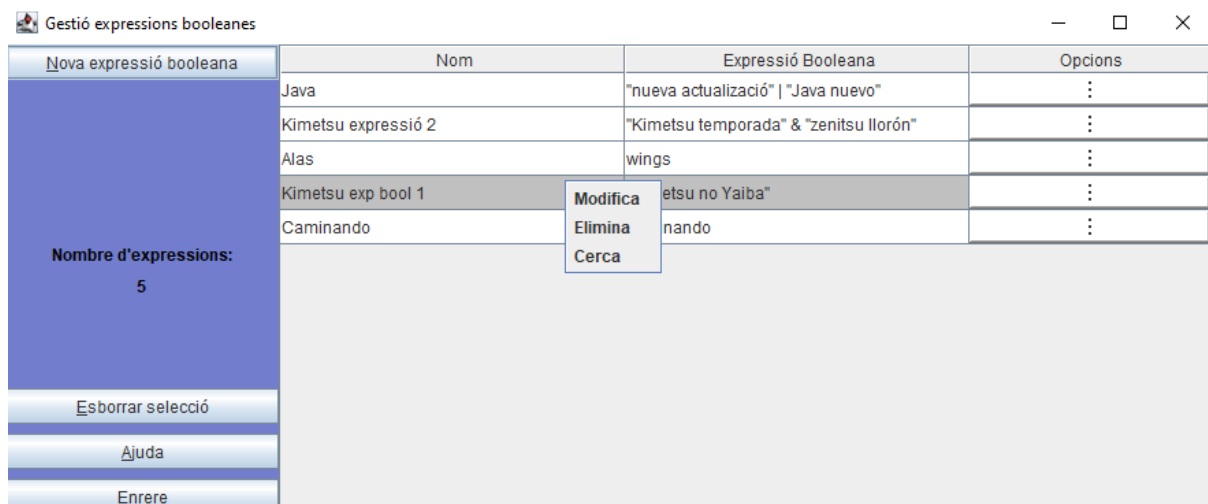 Gestió expressions booleanes
Nova expressió booleana
Nom Expressió Booleana Opcions
Java "nueva actualizació" | "Java nuevo"
Kimetsu expressió 2 "Kimetsu temporada" & "zenitsu llorón"
Alas wings
Kimetsu exp bool 1 etsu no Yaiba"
Modifica
Caminando nando
Elimina
Cerca
Nombre d'expressions:
5
Esborrar selecció
Ajuda
Enrere